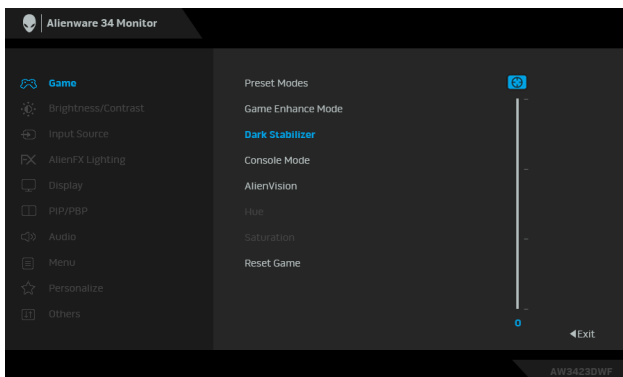 Alienware 34 Monitor
Game
Brightness/Contrast
Input Source
AlienFX Lighting
Display
PIP/PBP
Audio
Menu
Personalize
Others
Preset Modes
Game Enhance Mode
Dark Stabilizer
Console Mode
AlienVision
Hue
Saturation
Reset Game
0
Exit
AW3423DWF